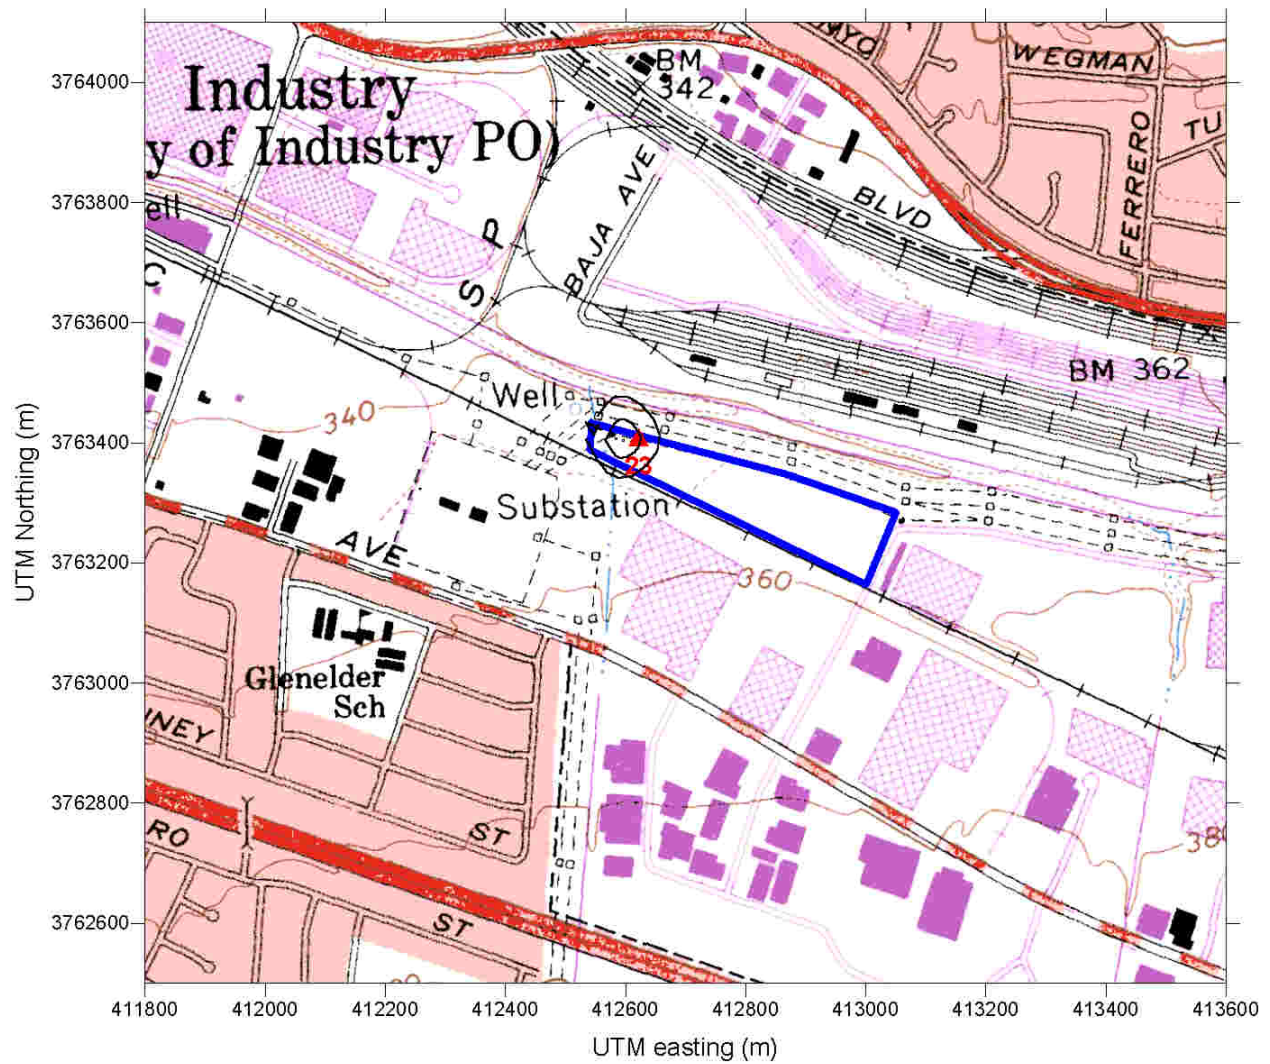 Industry
y of Industry PO)
BM
342
MYO
WEGMAN
TU
FERRERO
BLVD
BAJA AVE
ell
S P
C
BM 362
340
Well
23
Substation
360
AVE
Glenelder
Sch
INEY
ST
RO
ST
380
3764000
3763800
3763600
3763400
3763200
3763000
3762800
3762600
UTM Northing (m)
411800 412000 412200 412400 412600 412800 413000 413200 413400 413600
UTM easting (m)